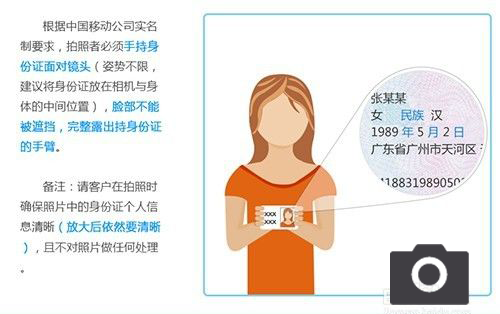 根据中国移动公司实名
制要求，拍照者必须手持身
份证面对镜头（姿势不限，
建议将身份证放在相机与身
体的中间位置），脸部不能
被遮挡，完整露出持身份证
的手臂。
备注：请客户在拍照时
确保照片中的身份证个人信
息清晰（放大后依然要清晰
），且不对照片做任何处理
。
张某某
女 民族 汉
1989 年 5 月 2 日
广东省广州市天河区
XXX
XXX